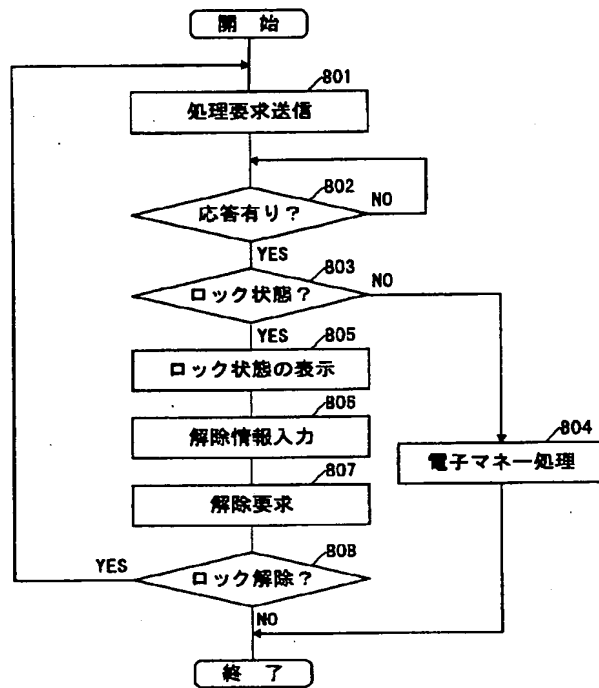 開 始
801
処理要求送信
802
応答有り？
NO
YES
803
ロック状態？
NO
YES
805
ロック状態の表示
806
解除情報入力
804
電子マネー処理
807
解除要求
808
ロック解除？
YES
NO
終 了